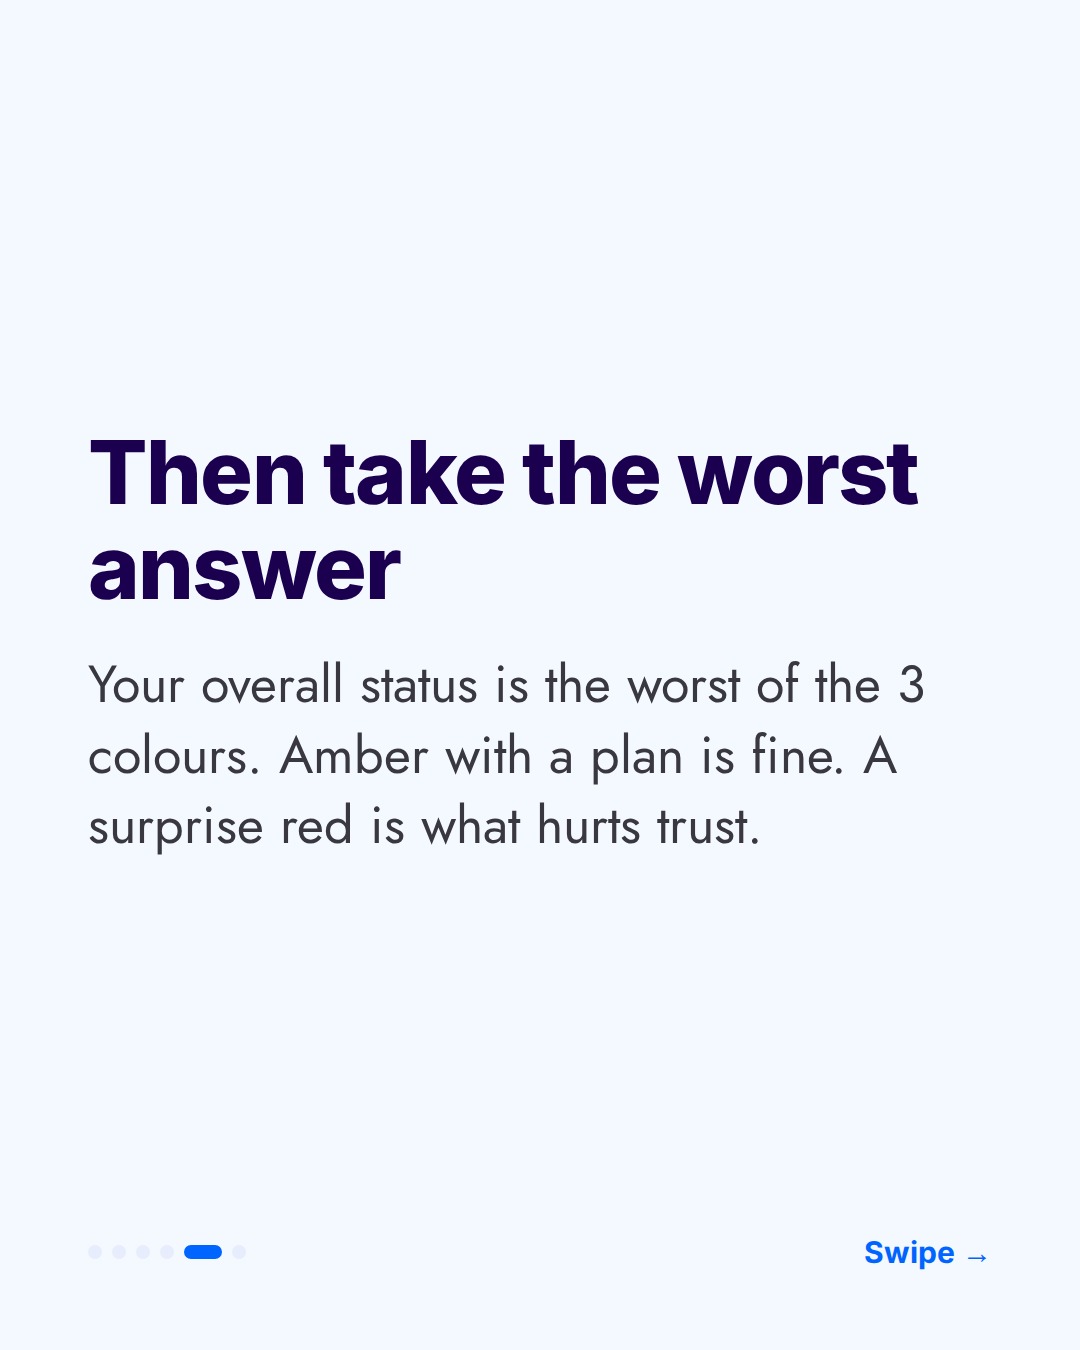 Then take the worst
answer
Your overall status is the worst of the 3
colours. Amber with a plan is fine. A
surprise red is what hurts trust.
Swipe →